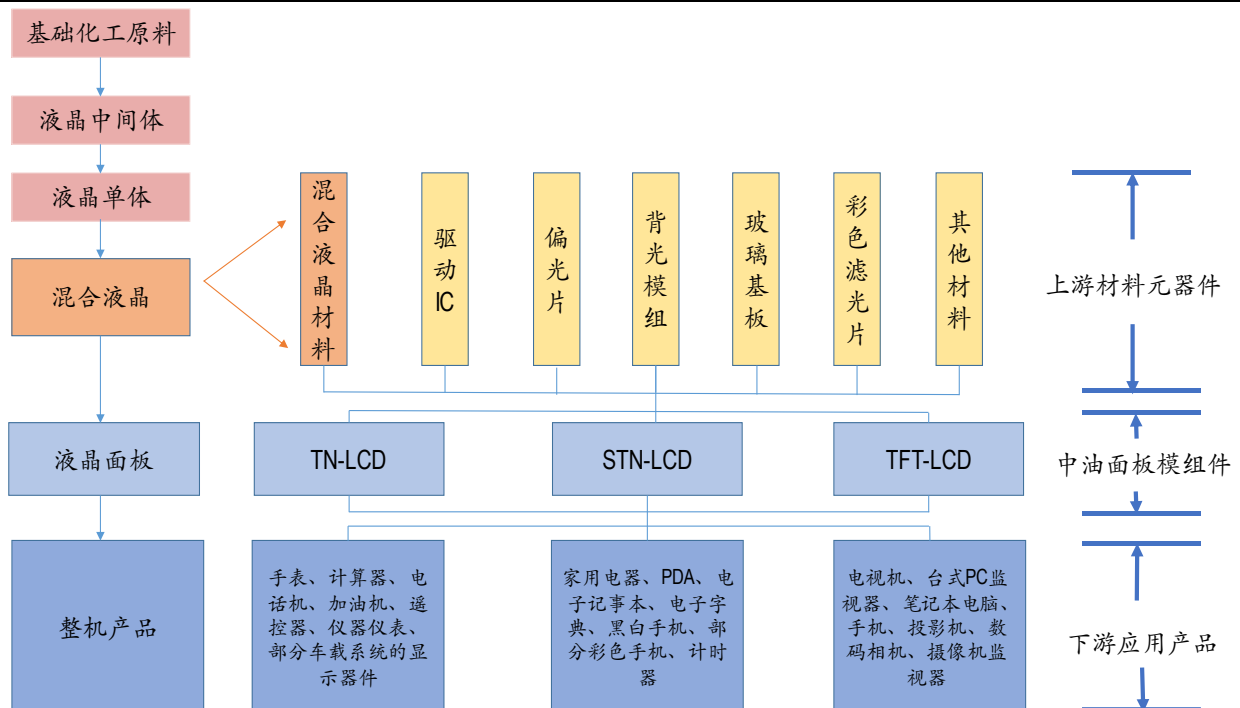 基础化工原料
液晶中间体
液晶单体
混合液晶
混合液晶材料
驱动IC
偏光片
背光模组
玻璃基板
彩色滤光片
其他材料
上游材料元器件
液晶面板
TN-LCD
STN-LCD
TFT-LCD
中油面板模组件
整机产品
手表、计算器、电
话机、加油机、遥
控器、仪器仪表、
部分车载系统的显
示器件
家用电器、PDA、电
子记事本、电子字
典、黑白手机、部
分彩色手机、计时
器
电视机、台式PC监
视器、笔记本电脑、
手机、投影机、数
码相机、摄像机监
视器
下游应用产品